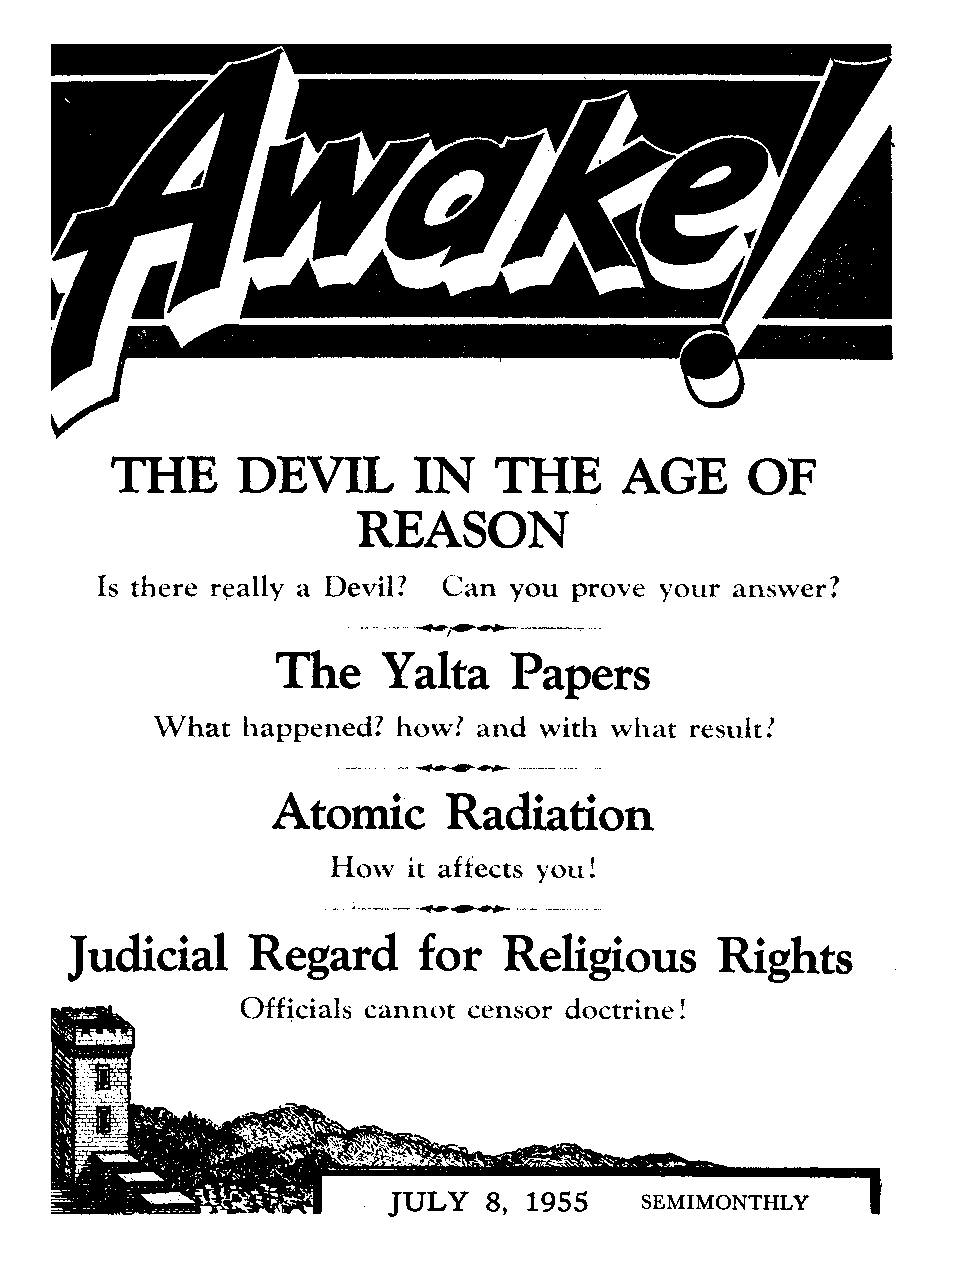 Awake!
THE DEVIL IN THE AGE OF
REASON
Is there really a Devil? Can you prove your answer?
The Yalta Papers
What happened? how? and with what result?
Atomic Radiation
How it affects you!
Judicial Regard for Religious Rights
Officials cannot censor doctrine!
JULY 8, 1955 SEMIMONTHLY